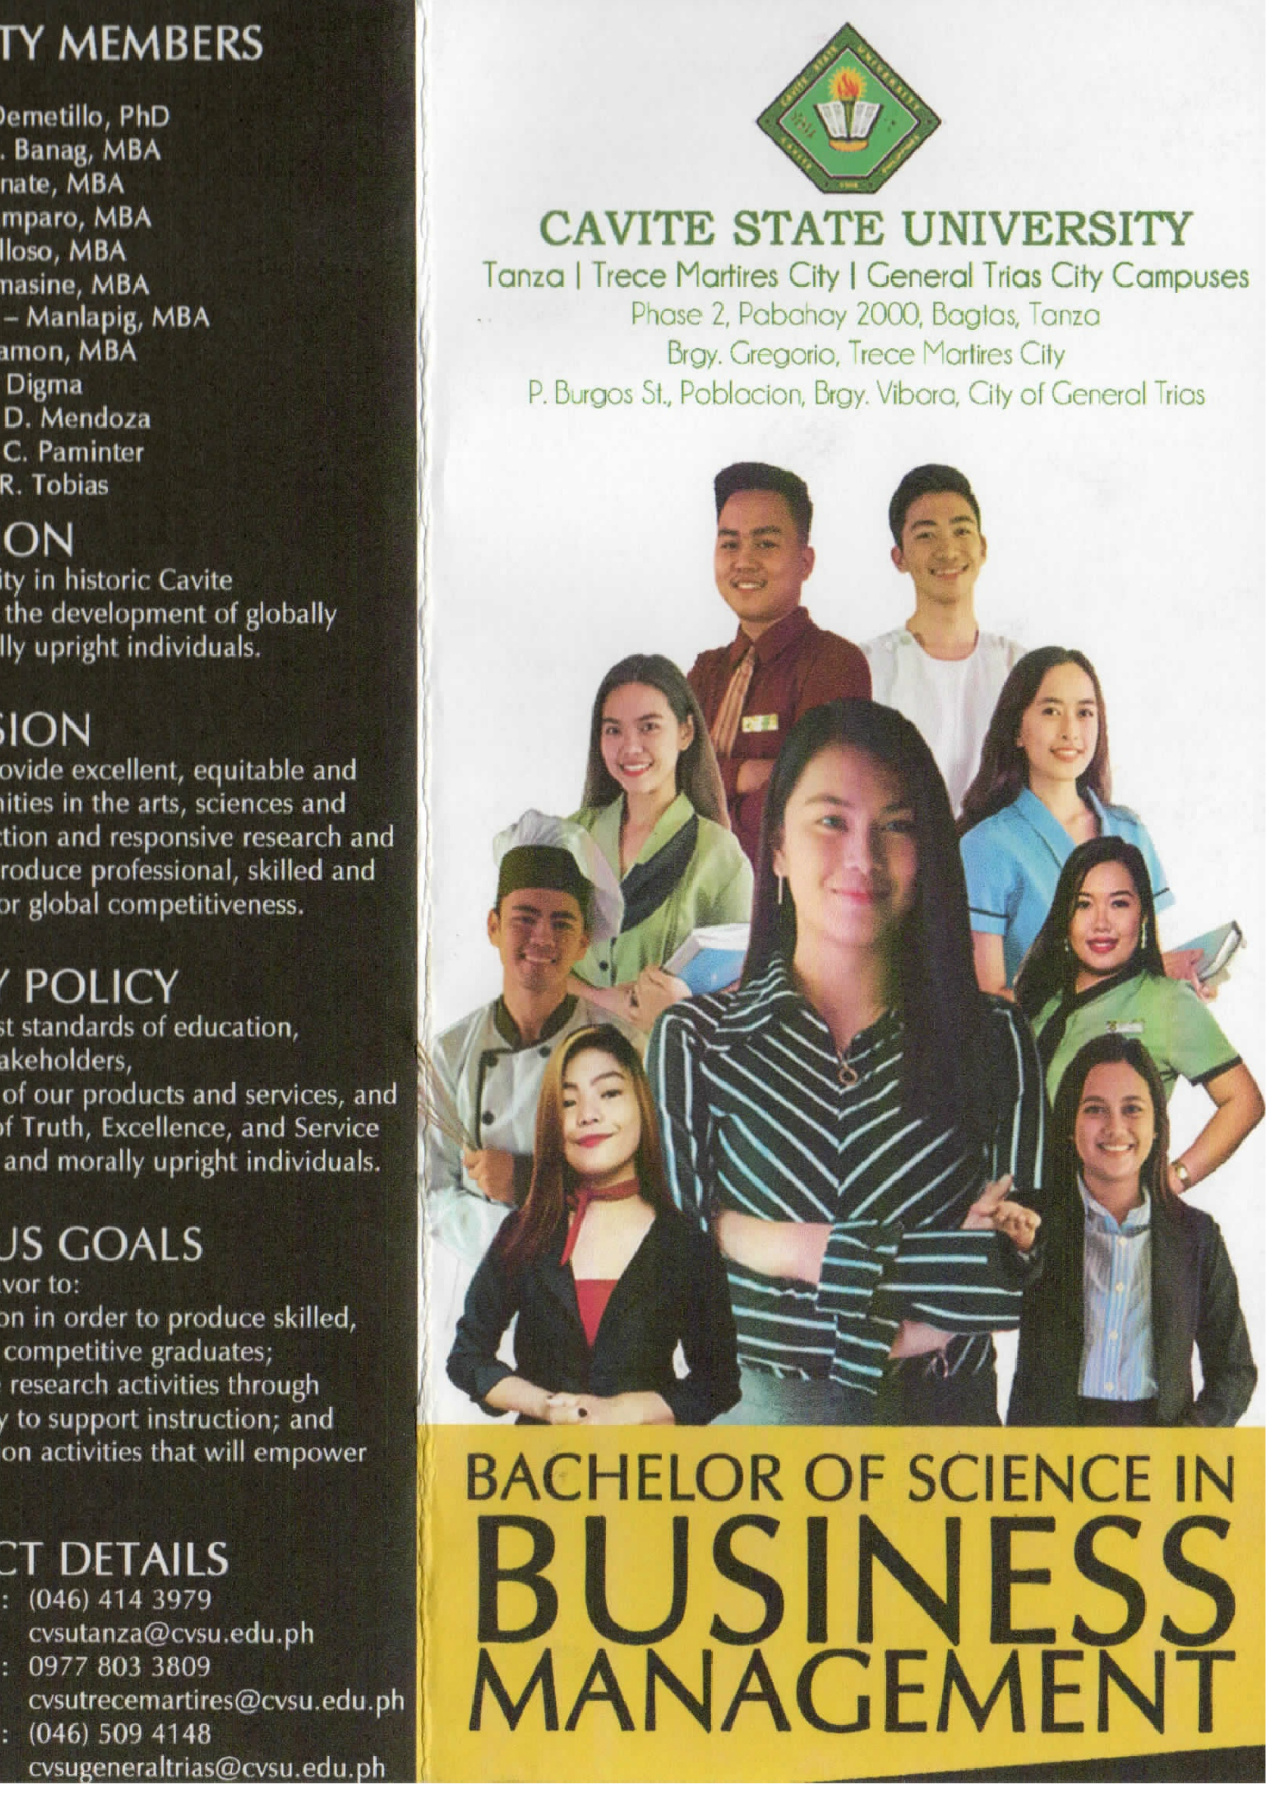 TY MEMBERS
Demetillo, PhD
. Banag, MBA
nate, MBA
mparo, MBA
lloso, MBA
masine, MBA
– Manlapig, MBA
amon, MBA
Digma
D. Mendoza
C. Paminter
R. Tobias
ON
ity in historic Cavite
the development of globally
lly upright individuals.
SION
ovide excellent, equitable and
nities in the arts, sciences and
ction and responsive research and
roduce professional, skilled and
or global competitiveness.
Y POLICY
st standards of education,
akeholders,
of our products and services, and
of Truth, Excellence, and Service
and morally upright individuals.
US GOALS
vor to:
on in order to produce skilled,
competitive graduates;
research activities through
y to support instruction; and
on activities that will empower
CT DETAILS
: (046) 414 3979
cvsutanza@cvsu.edu.ph
: 0977 803 3809
cvsutrecemartires@cvsu.edu.ph
: (046) 509 4148
cvsugeneraltrias@cvsu.edu.ph
CAVITE STATE UNIVERSITY
CAVITE PHILIPPINES
1906
CAVITE STATE UNIVERSITY
Tanza | Trece Martires City | General Trias City Campuses
Phase 2, Pabahay 2000, Bagtas, Tanza
Brgy. Gregorio, Trece Martires City
P. Burgos St., Poblacion, Brgy. Vibora, City of General Trias
BACHELOR OF SCIENCE IN
BUSINESS
MANAGEMENT